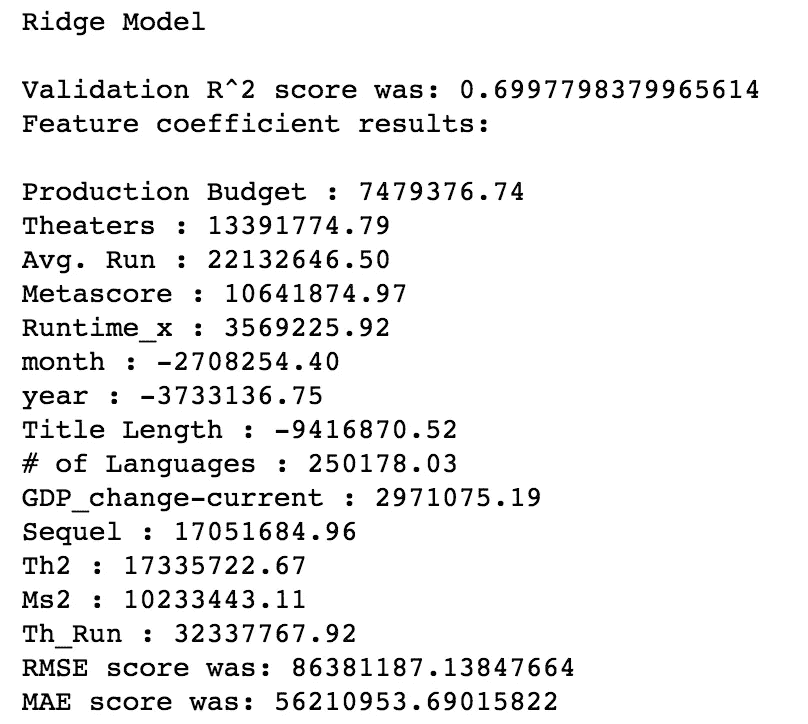 Ridge Model
Validation R^2 score was: 0.6997798379965614
Feature coefficient results:
Production Budget : 7479376.74
Theaters : 13391774.79
Avg. Run : 22132646.50
Metascore : 10641874.97
Runtime_x : 3569225.92
month : -2708254.40
year : -3733136.75
Title Length : -9416870.52
# of Languages : 250178.03
GDP_change-current : 2971075.19
Sequel : 17051684.96
Th2 : 17335722.67
Ms2 : 10233443.11
Th_Run : 32337767.92
RMSE score was: 86381187.13847664
MAE score was: 56210953.69015822